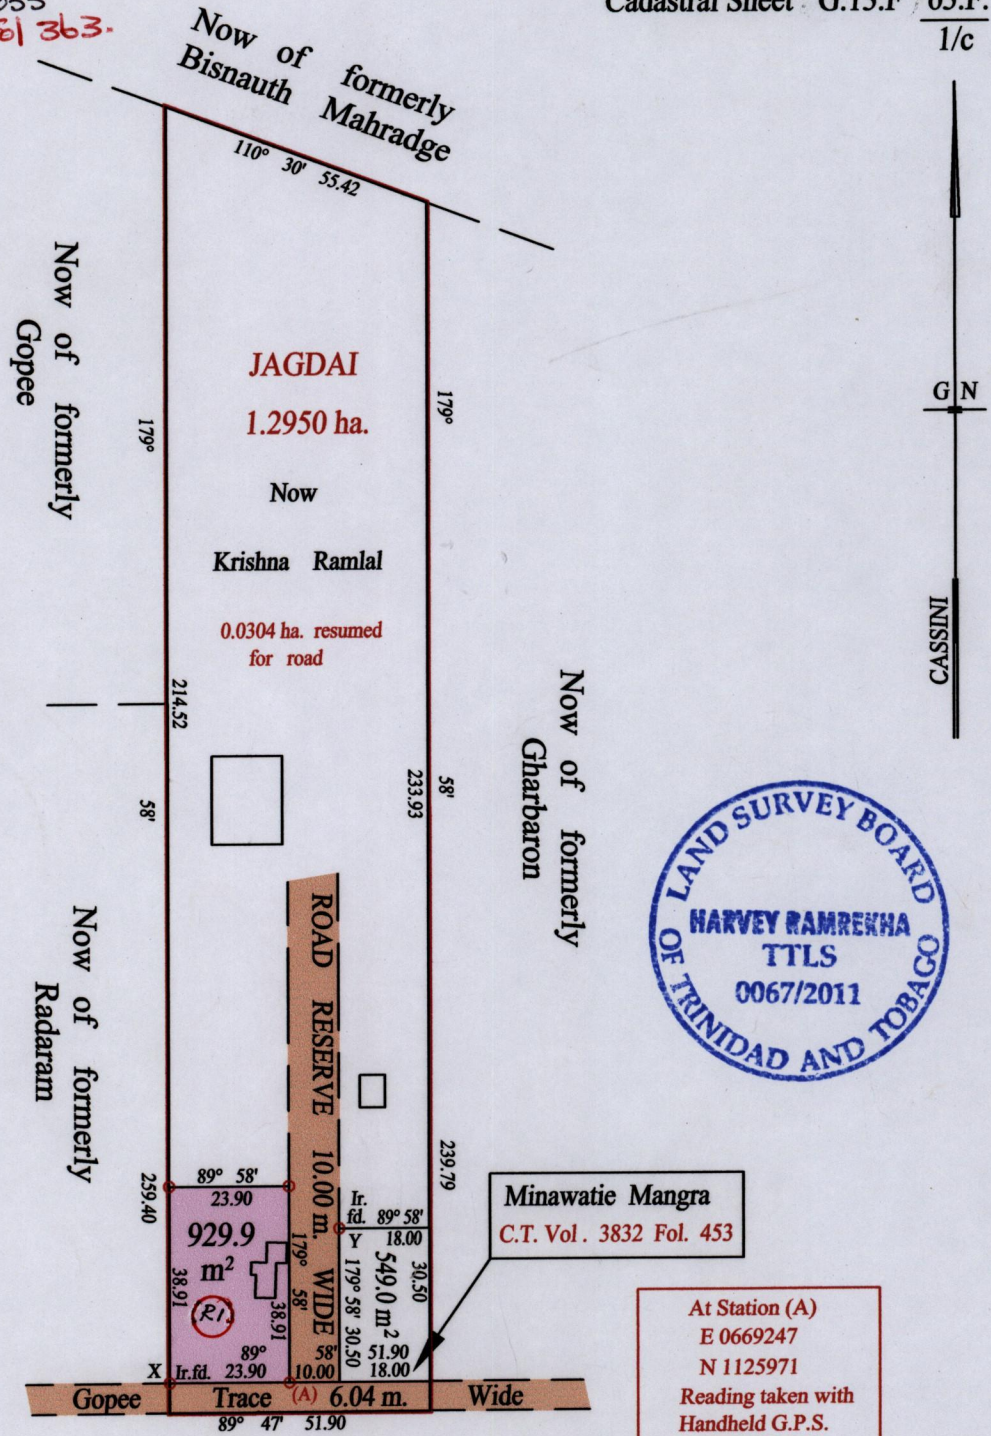 61 363.
Cadastral Sheet G.15.F
1/c
Now of formerly
Bisnauth Mahradge
110° 30' 55.42
Now of formerly
Gopee
179°
JAGDAI
1.2950 ha.
Now
Krishna Ramlal
0.0304 ha. resumed
for road
179°
G N
CASSINI
214.52
58'
58'
233.93
Now of formerly
Gharbaron
LAND SURVEY BOARD
HARVEY RAMREKHA
TTLS
0067/2011
OF TRINIDAD AND TOBAGO
Now of formerly
Radaram
ROAD RESERVE 10.00 m. WIDE
259.40
239.79
89° 58'
23.90
929.9
m²
38.91
38.91
R1
179° 58'
89° 58'
X Ir.fd. 23.90 10.00
Ir.
fd. 89° 58'
Y 18.00
179° 58' 30.50
549.0 m²
30.50
51.90
18.00
Minawatie Mangra
C.T. Vol. 3832 Fol. 453
Gopee Trace (A) 6.04 m. Wide
89° 47' 51.90
At Station (A)
E 0669247
N 1125971
Reading taken with
Handheld G.P.S.